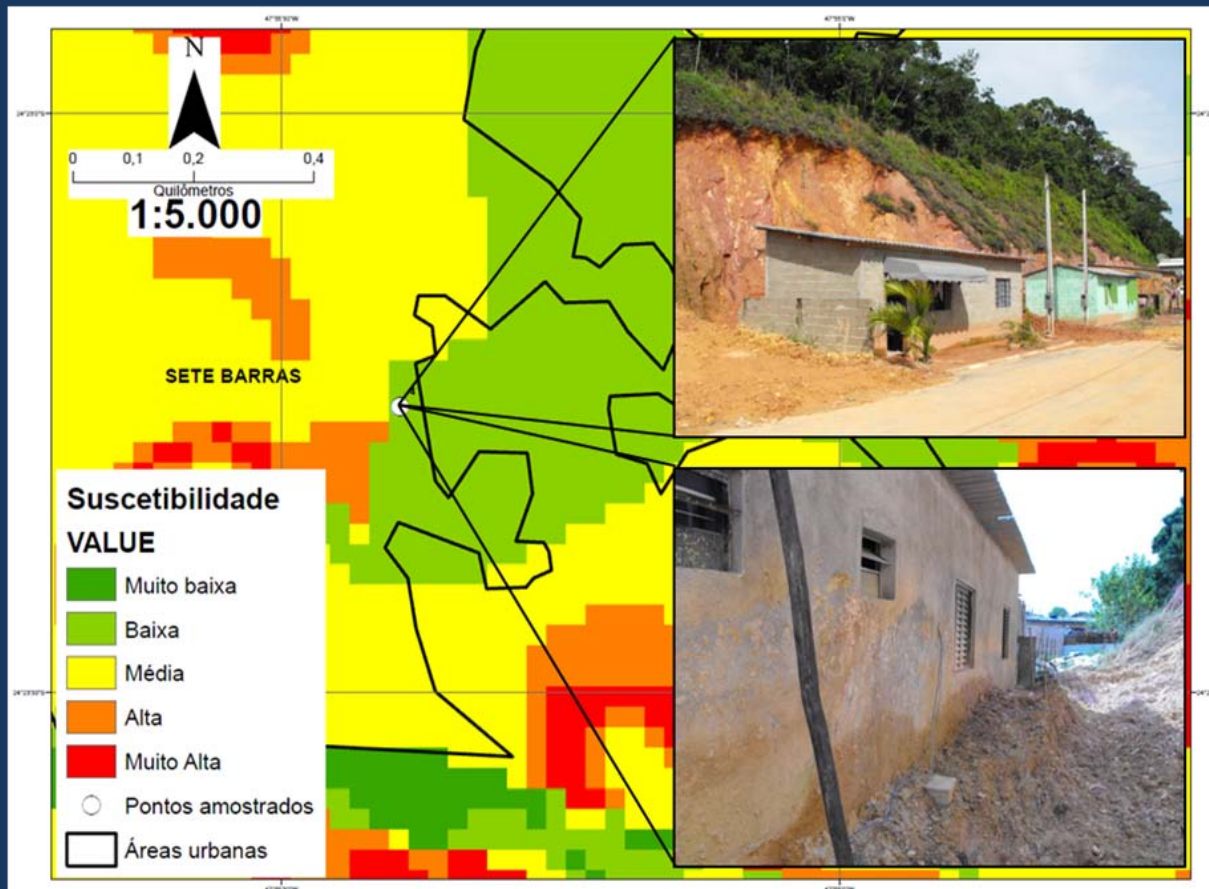 N
0 0,1 0,2 0,4
Quilômetros
1:5.000
SETE BARRAS
Suscetibilidade
VALUE
Muito baixa
Baixa
Média
Alta
Muito Alta
Pontos amostrados
Áreas urbanas